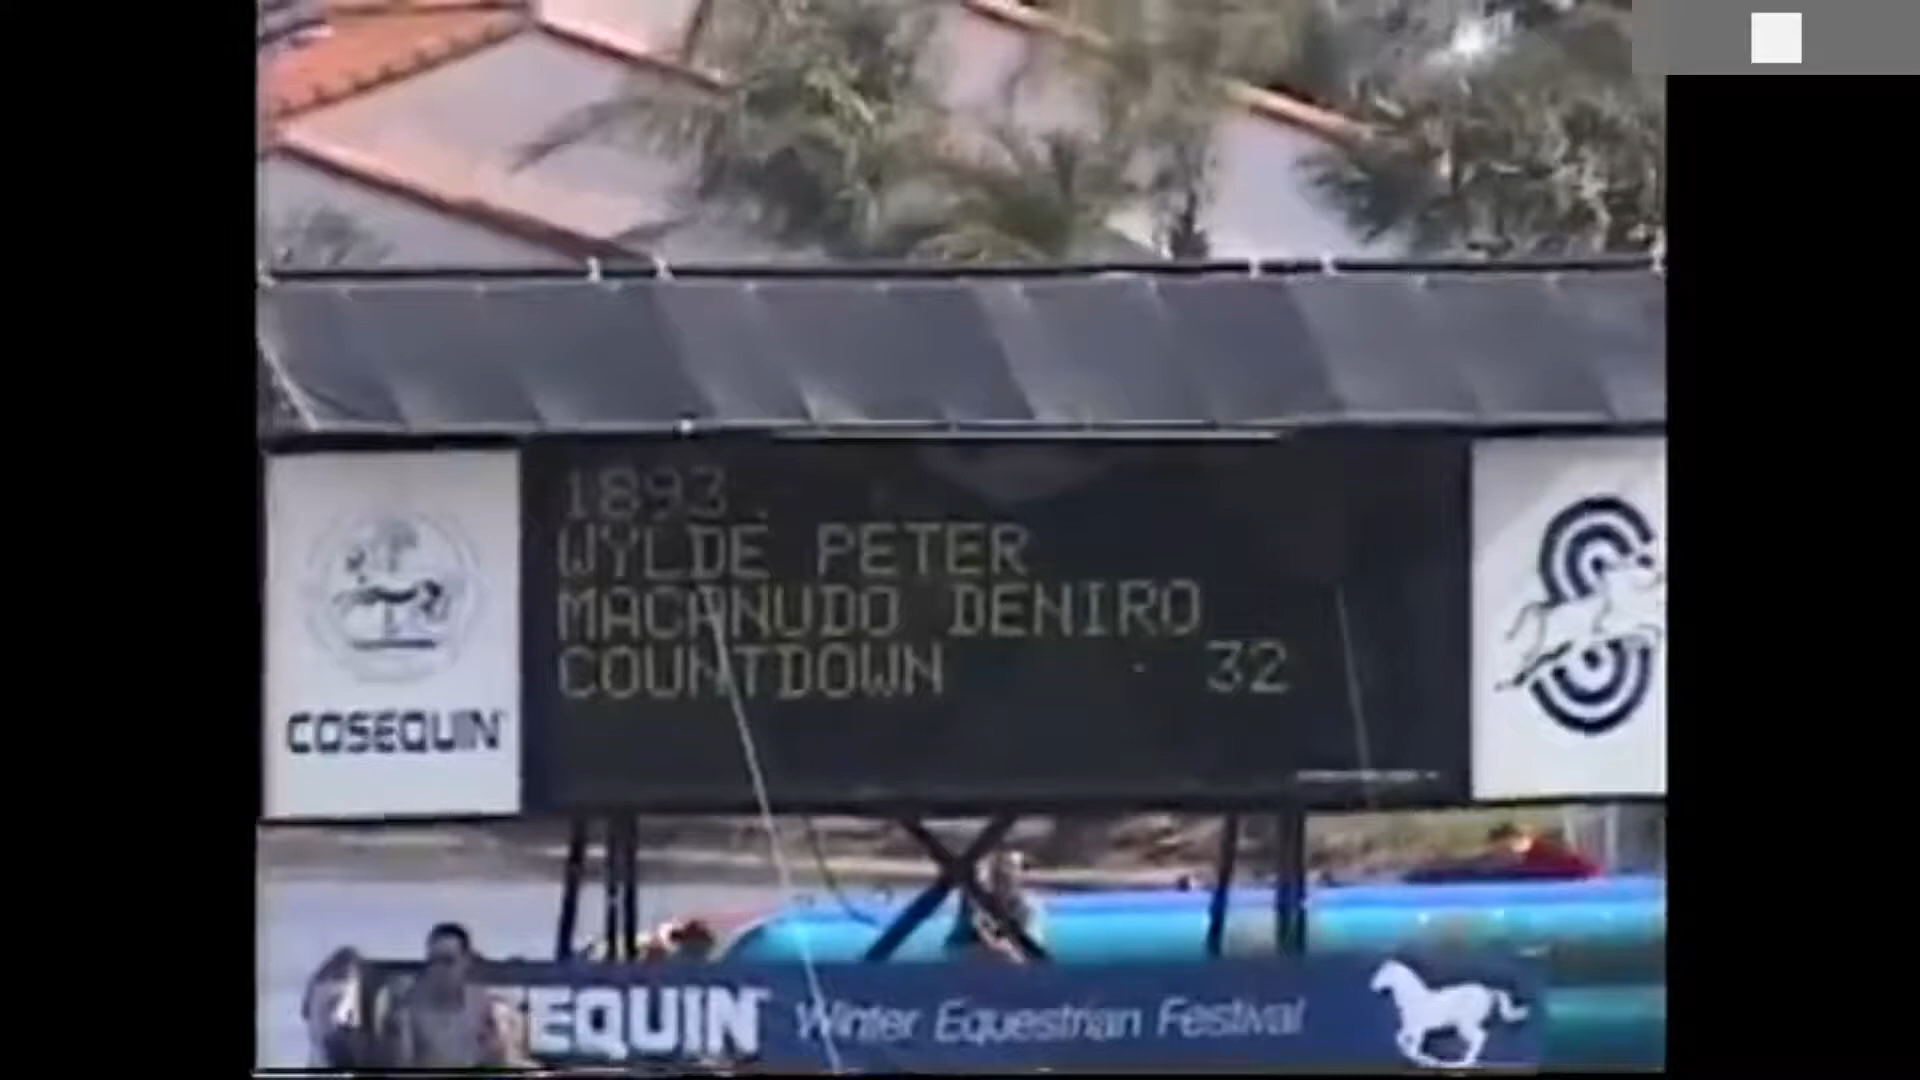 1893
WYLDE PETER
MACANUDO DENIRO
COUNTDOWN 32
COSEQUIN
EQUIN Winter Equestrian Festival